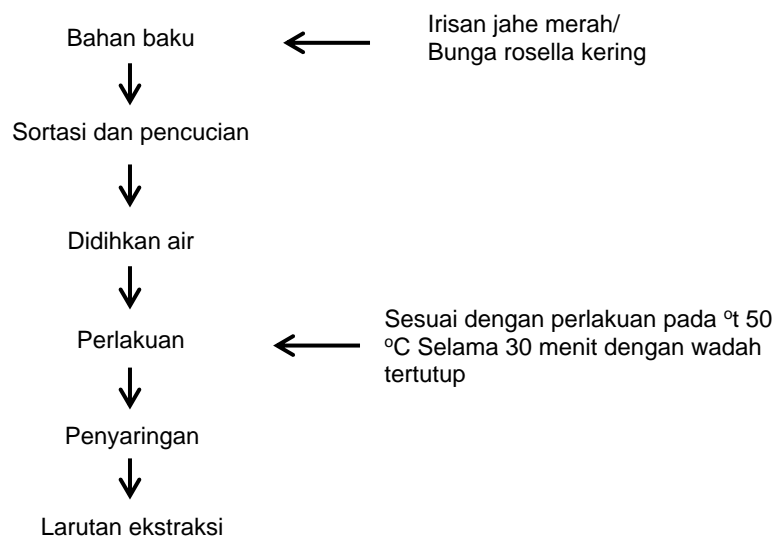 Bahan baku
Irisan jahe merah/
Bunga rosella kering
Sortasi dan pencucian
Didihkan air
Perlakuan
Sesuai dengan perlakuan pada ºt 50
ºC Selama 30 menit dengan wadah
tertutup
Penyaringan
Larutan ekstraksi